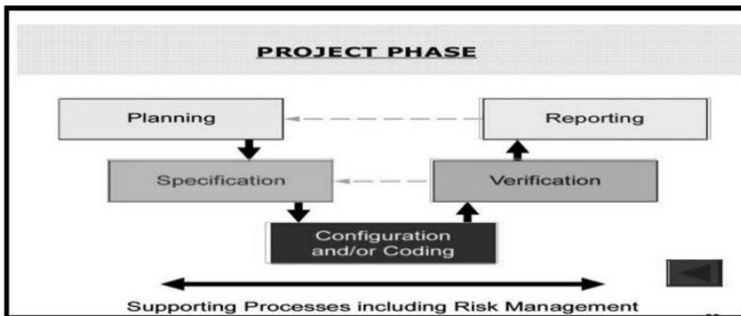 PROJECT PHASE
Planning
Reporting
Specification
Verification
Configuration
and/or Coding
Supporting Processes including Risk Management